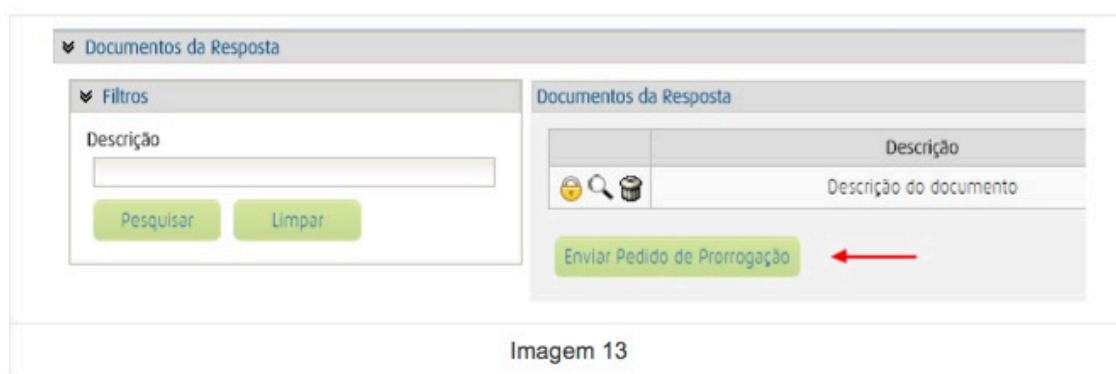 Documentos da Resposta
Filtros
Descrição
Pesquisar
Limpar
Documentos da Resposta
Descrição
Descrição do documento
Enviar Pedido de Prorrogação
Imagem 13